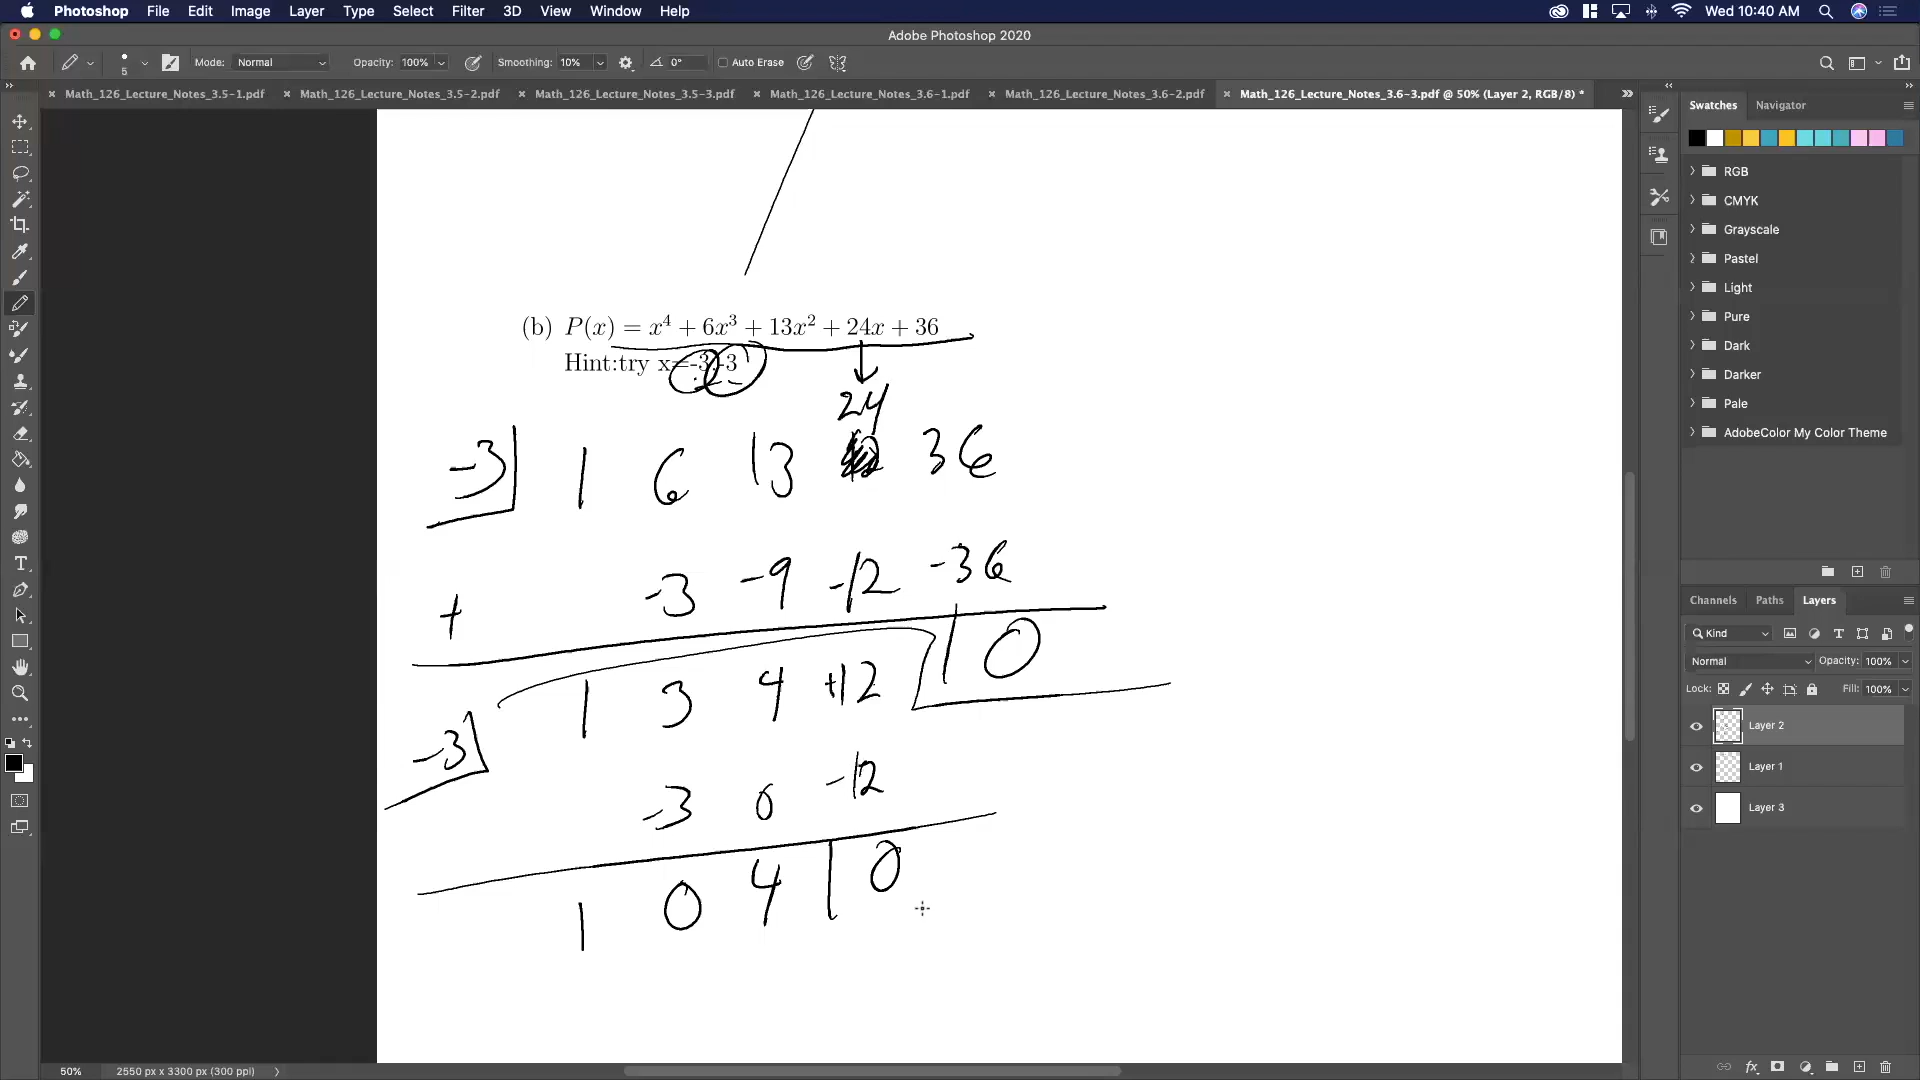 Photoshop File Edit Image Layer Type Select Filter 3D View Window Help Wed 10:40 AM
Adobe Photoshop 2020
5 Mode: Normal Opacity: 100% Smoothing: 10% 0° Auto Erase
Math_126_Lecture_Notes_3.5-1.pdf Math_126_Lecture_Notes_3.5-2.pdf Math_126_Lecture_Notes_3.5-3.pdf Math_126_Lecture_Notes_3.6-1.pdf Math_126_Lecture_Notes_3.6-2.pdf Math_126_Lecture_Notes_3.6-3.pdf @ 50% (Layer 2, RGB/8) *
(b) P(x) = x⁴ + 6x³ + 13x² + 24x + 36
Hint:try x=-3,-3
24
-3 1 6 13 36
+ -3 -9 -12 -36
1 3 4 +12 0
-3
-3 0 -12
1 0 4 0
Swatches Navigator
RGB
CMYK
Grayscale
Pastel
Light
Pure
Dark
Darker
Pale
AdobeColor My Color Theme
Channels Paths Layers
Kind
Normal Opacity: 100%
Lock: Fill: 100%
Layer 2
Layer 1
Layer 3
fx
50% 2550 px x 3300 px (300 ppi)